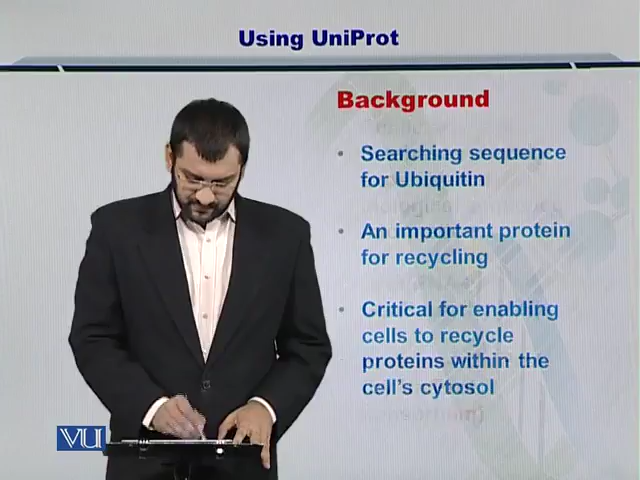 Using UniProt
Background
• Searching sequence
for Ubiquitin
• An important protein
for recycling
• Critical for enabling
cells to recycle
proteins within the
cell's cytosol
VU